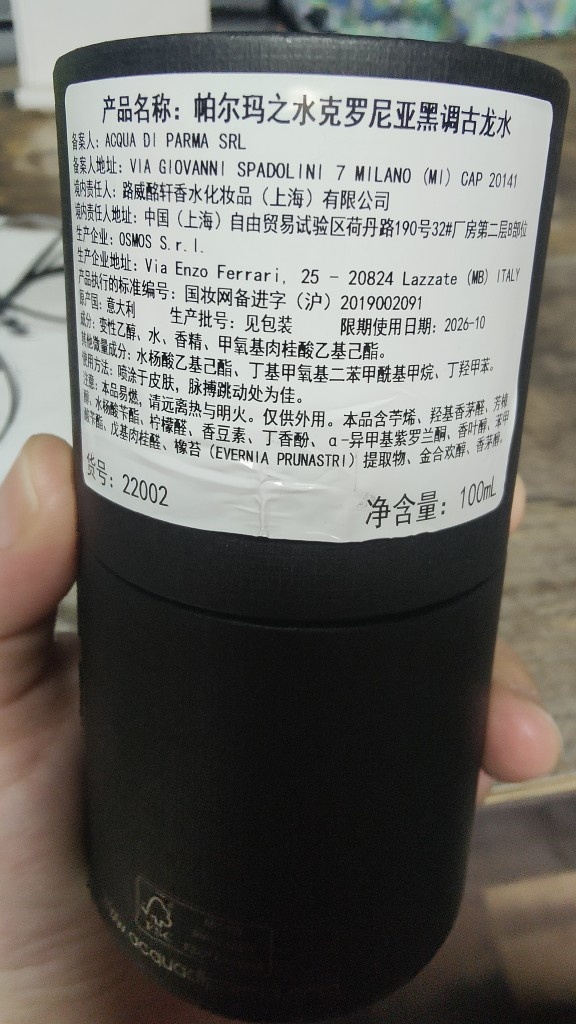 产品名称：帕尔玛之水克罗尼亚黑调古龙水
备案人：ACQUA DI PARMA SRL
备案人地址：VIA GIOVANNI SPADOLINI 7 MILANO (MI) CAP 20141
境内责任人：路威酩轩香水化妆品（上海）有限公司
境内责任人地址：中国（上海）自由贸易试验区荷丹路190号32#厂房第二层B部位
生产企业：OSMOS S.r.l.
生产企业地址：Via Enzo Ferrari, 25 - 20824 Lazzate (MB) ITALY
产品执行的标准编号：国妆网备进字（沪）2019002091
原产国：意大利 生产批号：见包装 限期使用日期：2026-10
成分：变性乙醇、水、香精、甲氧基肉桂酸乙基己酯。
其他微量成分：水杨酸乙基己酯、丁基甲氧基二苯甲酰基甲烷、丁羟甲苯。
使用方法：喷涂于皮肤，脉搏跳动处为佳。
注意：本品易燃，请远离热与明火。仅供外用。本品含苧烯、羟基香茅醛、芳樟
醇、水杨酸苄酯、柠檬醛、香豆素、丁香酚、α-异甲基紫罗兰酮、香叶醇、苯甲
酸苄酯、戊基肉桂醛、橡苔（EVERNIA PRUNASTRI）提取物、金合欢醇、香茅醇。
货号：22002 净含量：100mL
FSC